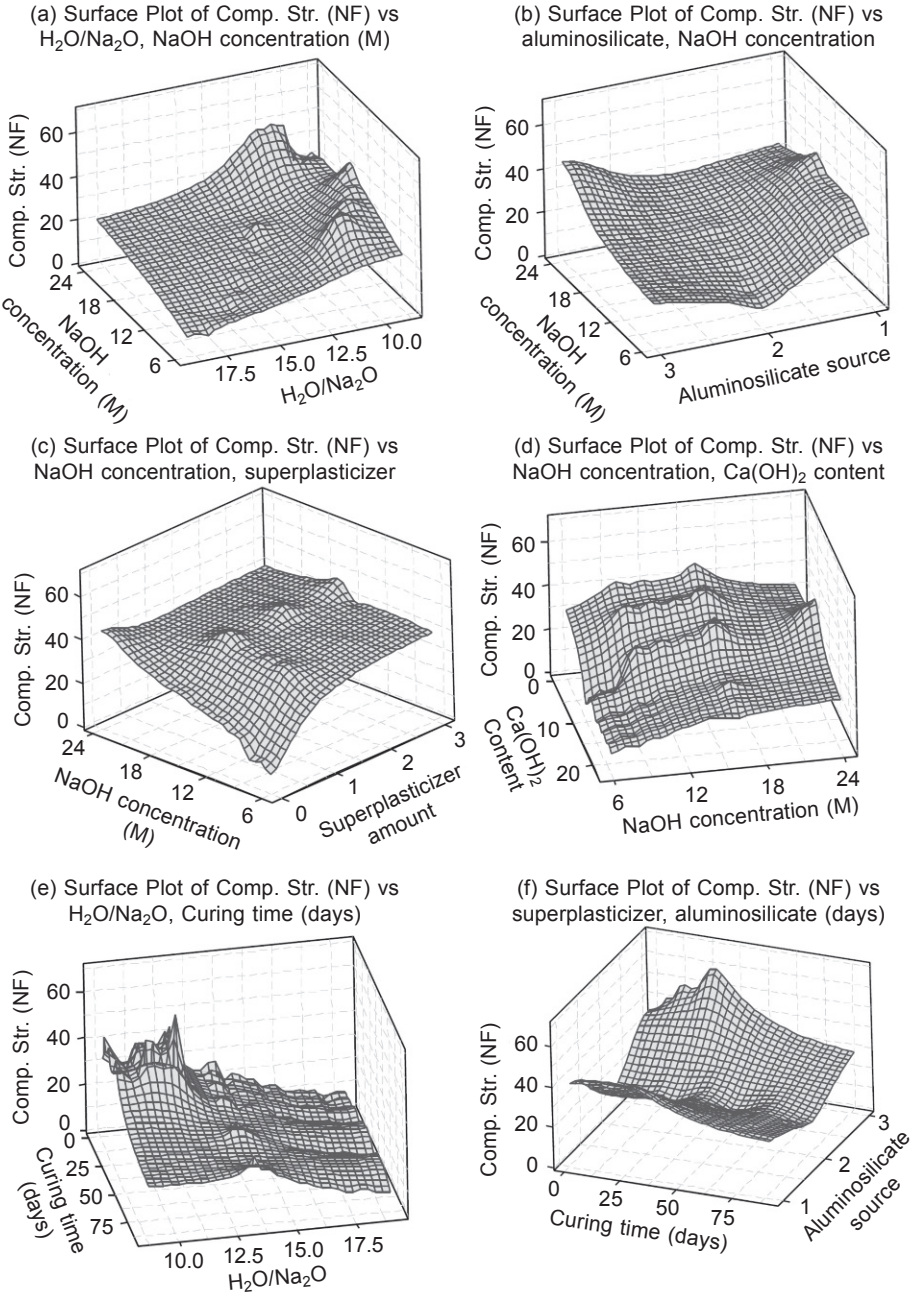 (a) Surface Plot of Comp. Str. (NF) vs
H₂O/Na₂O, NaOH concentration (M)
Comp. Str. (NF)
60
40
20
0
24
18
12
6
NaOH
concentration (M)
17.5
15.0
12.5
10.0
H₂O/Na₂O
(b) Surface Plot of Comp. Str. (NF) vs
aluminosilicate, NaOH concentration
Comp. Str. (NF)
60
40
20
0
24
18
12
6
NaOH
concentration (M)
3
2
1
Aluminosilicate source
(c) Surface Plot of Comp. Str. (NF) vs
NaOH concentration, superplasticizer
Comp. Str. (NF)
60
40
20
0
24
18
12
6
NaOH concentration
(M)
0
1
2
3
Superplasticizer
amount
(d) Surface Plot of Comp. Str. (NF) vs
NaOH concentration, Ca(OH)₂ content
Comp. Str. (NF)
60
40
20
0
0
10
20
Ca(OH)₂
Content
6
12
18
24
NaOH concentration (M)
(e) Surface Plot of Comp. Str. (NF) vs
H₂O/Na₂O, Curing time (days)
Comp. Str. (NF)
60
40
20
0
0
25
50
75
Curing time
(days)
10.0
12.5
15.0
17.5
H₂O/Na₂O
(f) Surface Plot of Comp. Str. (NF) vs
superplasticizer, aluminosilicate (days)
Comp. Str. (NF)
60
40
20
0
0
25
50
75
Curing time (days)
1
2
3
Aluminosilicate
source